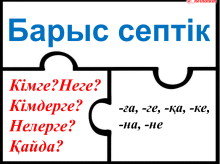 Барыс септік
Кімге?Неге?
Кімдерге?
Нелерге?
Қайда?
-ға, -ге, -қа, -ке,
-на, -не